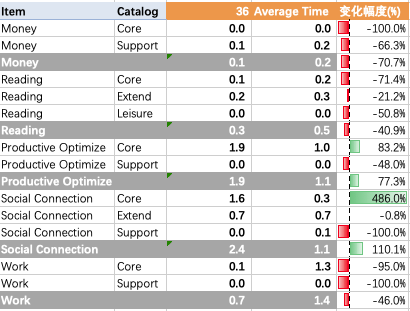 Item Catalog 36 Average Time 变化幅度(%)
Money Core 0.0 0.0 -100.0%
Money Support 0.1 0.2 -66.3%
Money 0.1 0.2 -70.7%
Reading Core 0.1 0.2 -71.4%
Reading Extend 0.2 0.3 -21.2%
Reading Leisure 0.0 0.0 -50.8%
Reading 0.3 0.5 -40.9%
Productive Optimize Core 1.9 1.0 83.2%
Productive Optimize Support 0.0 0.0 -48.0%
Productive Optimize 1.9 1.1 77.3%
Social Connection Core 1.6 0.3 486.0%
Social Connection Extend 0.7 0.7 -0.8%
Social Connection Support 0.0 0.1 -100.0%
Social Connection 2.4 1.1 110.1%
Work Core 0.1 1.3 -95.0%
Work Support 0.0 0.0 -100.0%
Work 0.7 1.4 -46.0%